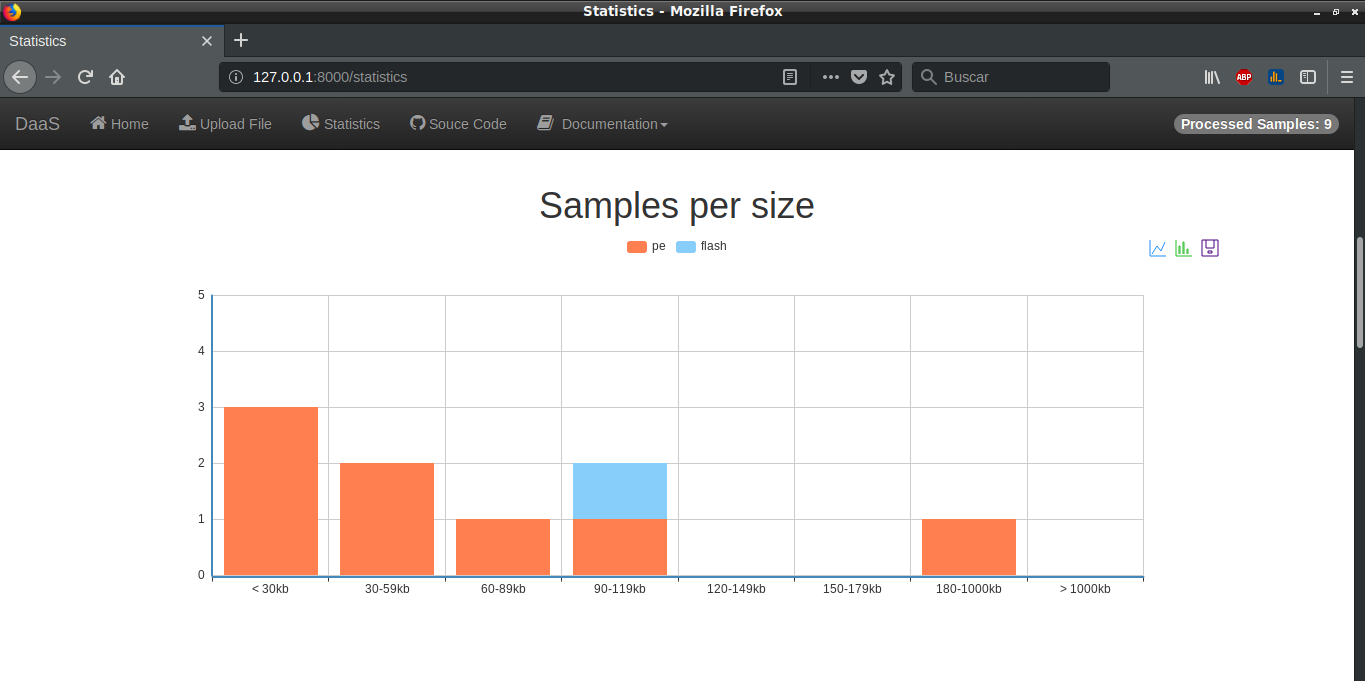 Statistics - Mozilla Firefox
Statistics
127.0.0.1:8000/statistics
Buscar
ABP
DaaS Home Upload File Statistics Souce Code Documentation Processed Samples: 9
Samples per size
pe flash
5
4
3
2
1
0
< 30kb 30-59kb 60-89kb 90-119kb 120-149kb 150-179kb 180-1000kb > 1000kb